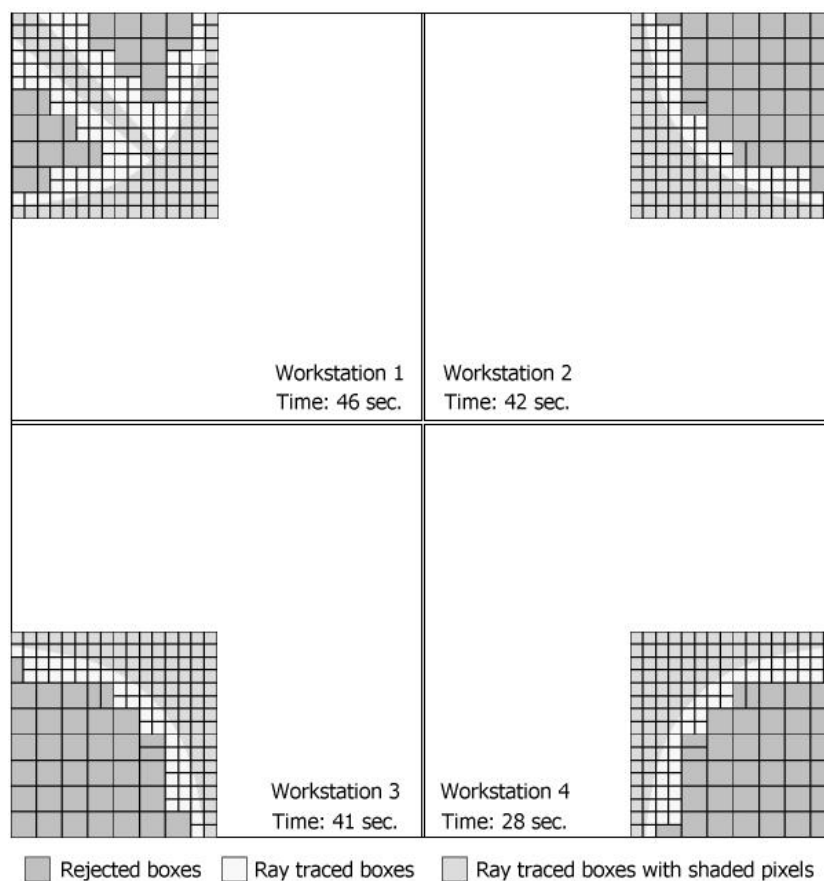 Workstation 1
Time: 46 sec.
Workstation 2
Time: 42 sec.
Workstation 3
Time: 41 sec.
Workstation 4
Time: 28 sec.
Rejected boxes
Ray traced boxes
Ray traced boxes with shaded pixels